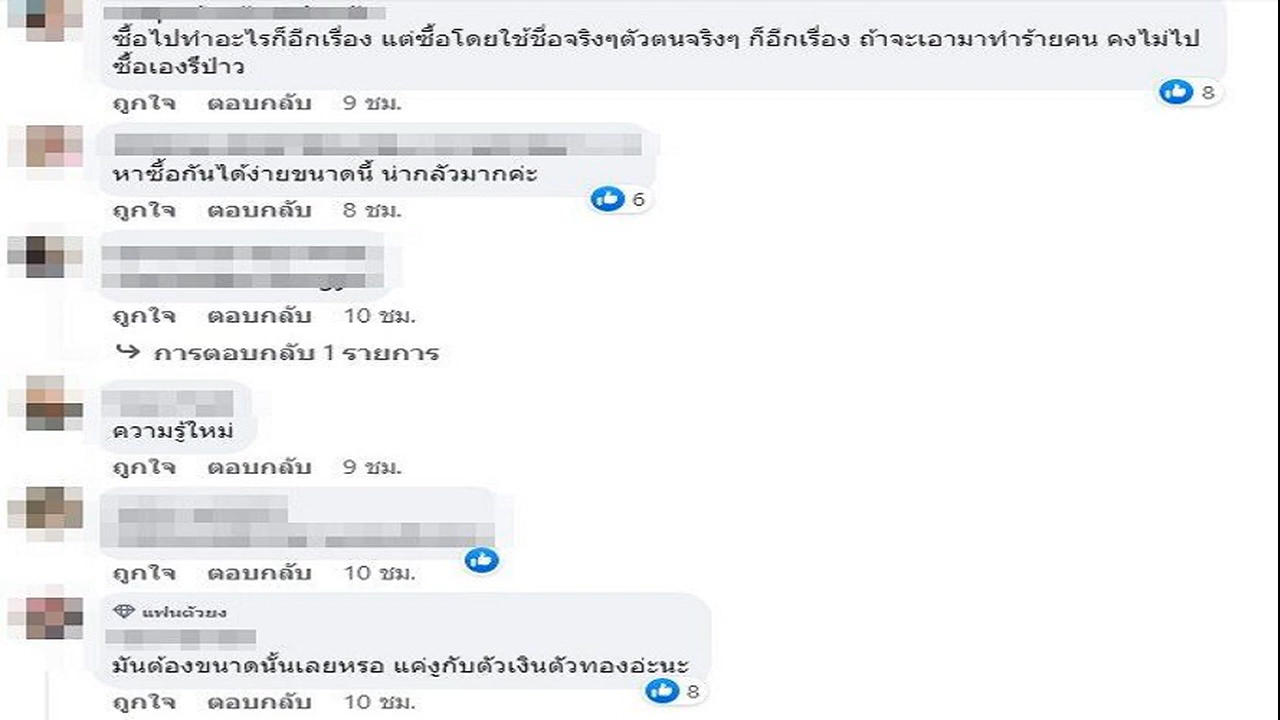 ซื้อไปทำอะไรก็อีกเรื่อง แต่ซื้อโดยใช้ชื่อจริงๆตัวตนจริงๆ ก็อีกเรื่อง ถ้าจะเอามาทำร้ายคน คงไม่ไป
ซื้อเองรึป่าว
8
ถูกใจ ตอบกลับ 9 ชม.
หาซื้อกันได้ง่ายขนาดนี้ น่ากลัวมากค่ะ
6
ถูกใจ ตอบกลับ 8 ชม.
ถูกใจ ตอบกลับ 10 ชม.
การตอบกลับ 1 รายการ
ความรู้ใหม่
ถูกใจ ตอบกลับ 9 ชม.
ถูกใจ ตอบกลับ 10 ชม.
แฟนตัวยง
มันต้องขนาดนั้นเลยหรอ แค่งูกับตัวเงินตัวทองอ่ะนะ
8
ถูกใจ ตอบกลับ 10 ชม.